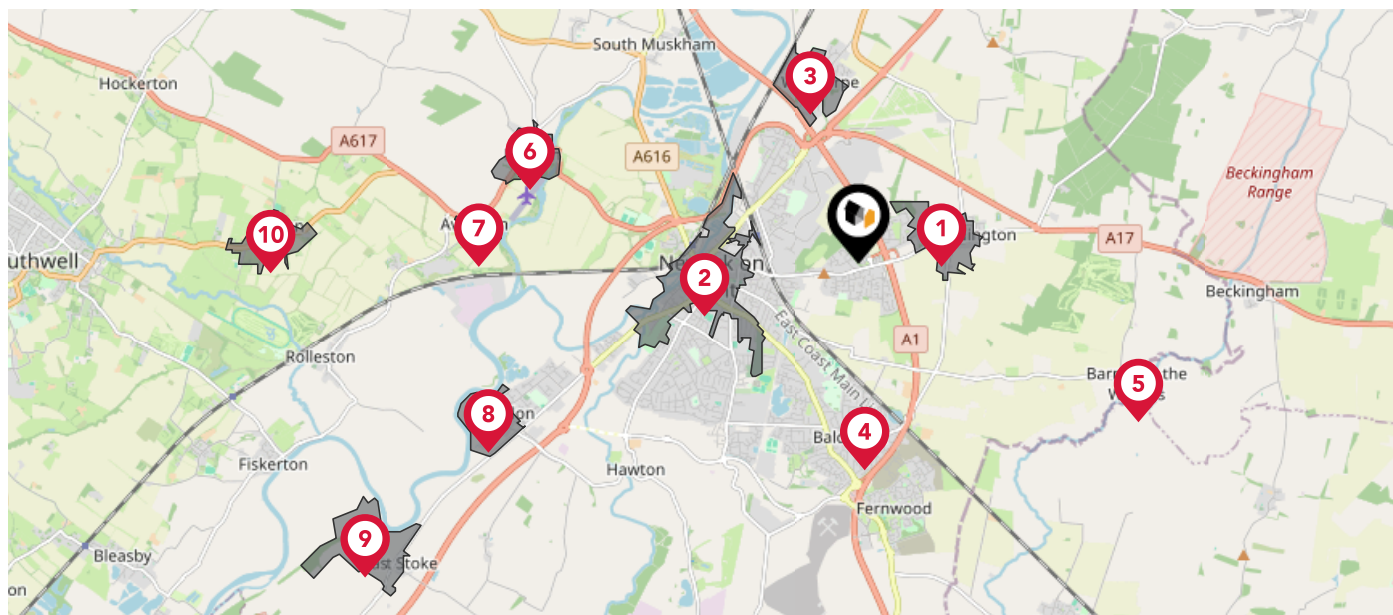 South Muskham
Hockerton
3
A617
A616
6
Beckingham
Range
7
10
1
A17
uthwell
2
Beckingham
East Coast Main
A1
Rolleston
5
8
4
Hawton
Fiskerton
Fernwood
9
Bleasby